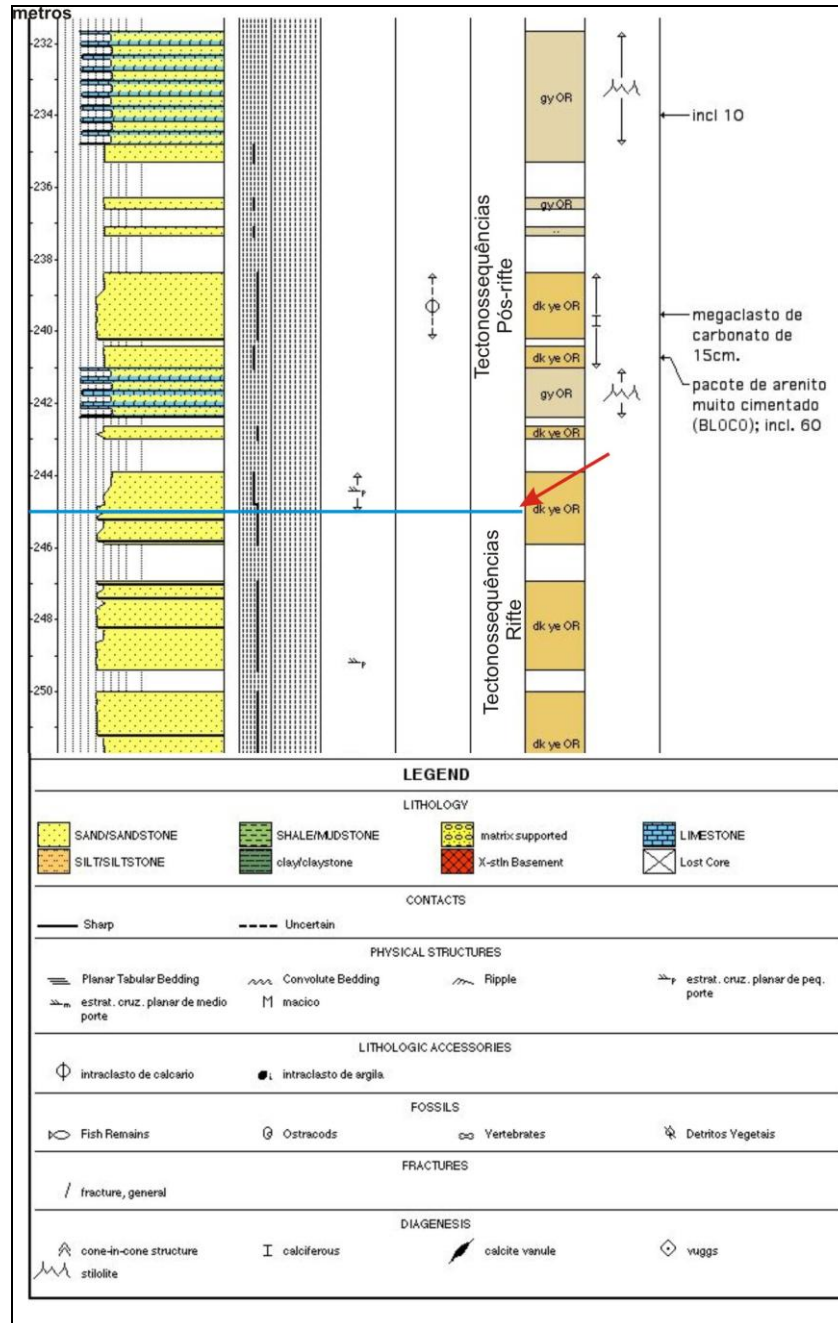 metros
-232
-234
-236
-238
-240
-242
-244
-246
-248
-250
Tectonossequências
Pós-rifte
Tectonossequências
Rifte
gy OR
gy OR
..
dk ye OR
dk ye OR
gy OR
dk ye OR
dk ye OR
dk ye OR
dk ye OR
incl 10
megaclasto de
carbonato de
15cm.
pacote de arenito
muito cimentado
(BLOCO); incl. 60
P
P
LEGEND
LITHOLOGY
SAND/SANDSTONE SHALE/MUDSTONE matrix supported LIMESTONE
SILT/SILTSTONE clay/claystone X-stln Basement Lost Core
CONTACTS
Sharp Uncertain
PHYSICAL STRUCTURES
Planar Tabular Bedding Convolute Bedding Ripple P estrat. cruz. planar de peq.
porte
m estrat. cruz. planar de medio M macico
porte
LITHOLOGIC ACCESSORIES
intraclasto de calcario L intraclasto de argila
FOSSILS
Fish Remains Ostracods Vertebrates Detritos Vegetais
FRACTURES
fracture, general
DIAGENESIS
cone-in-cone structure calciferous calcite vanule vuggs
stilolite